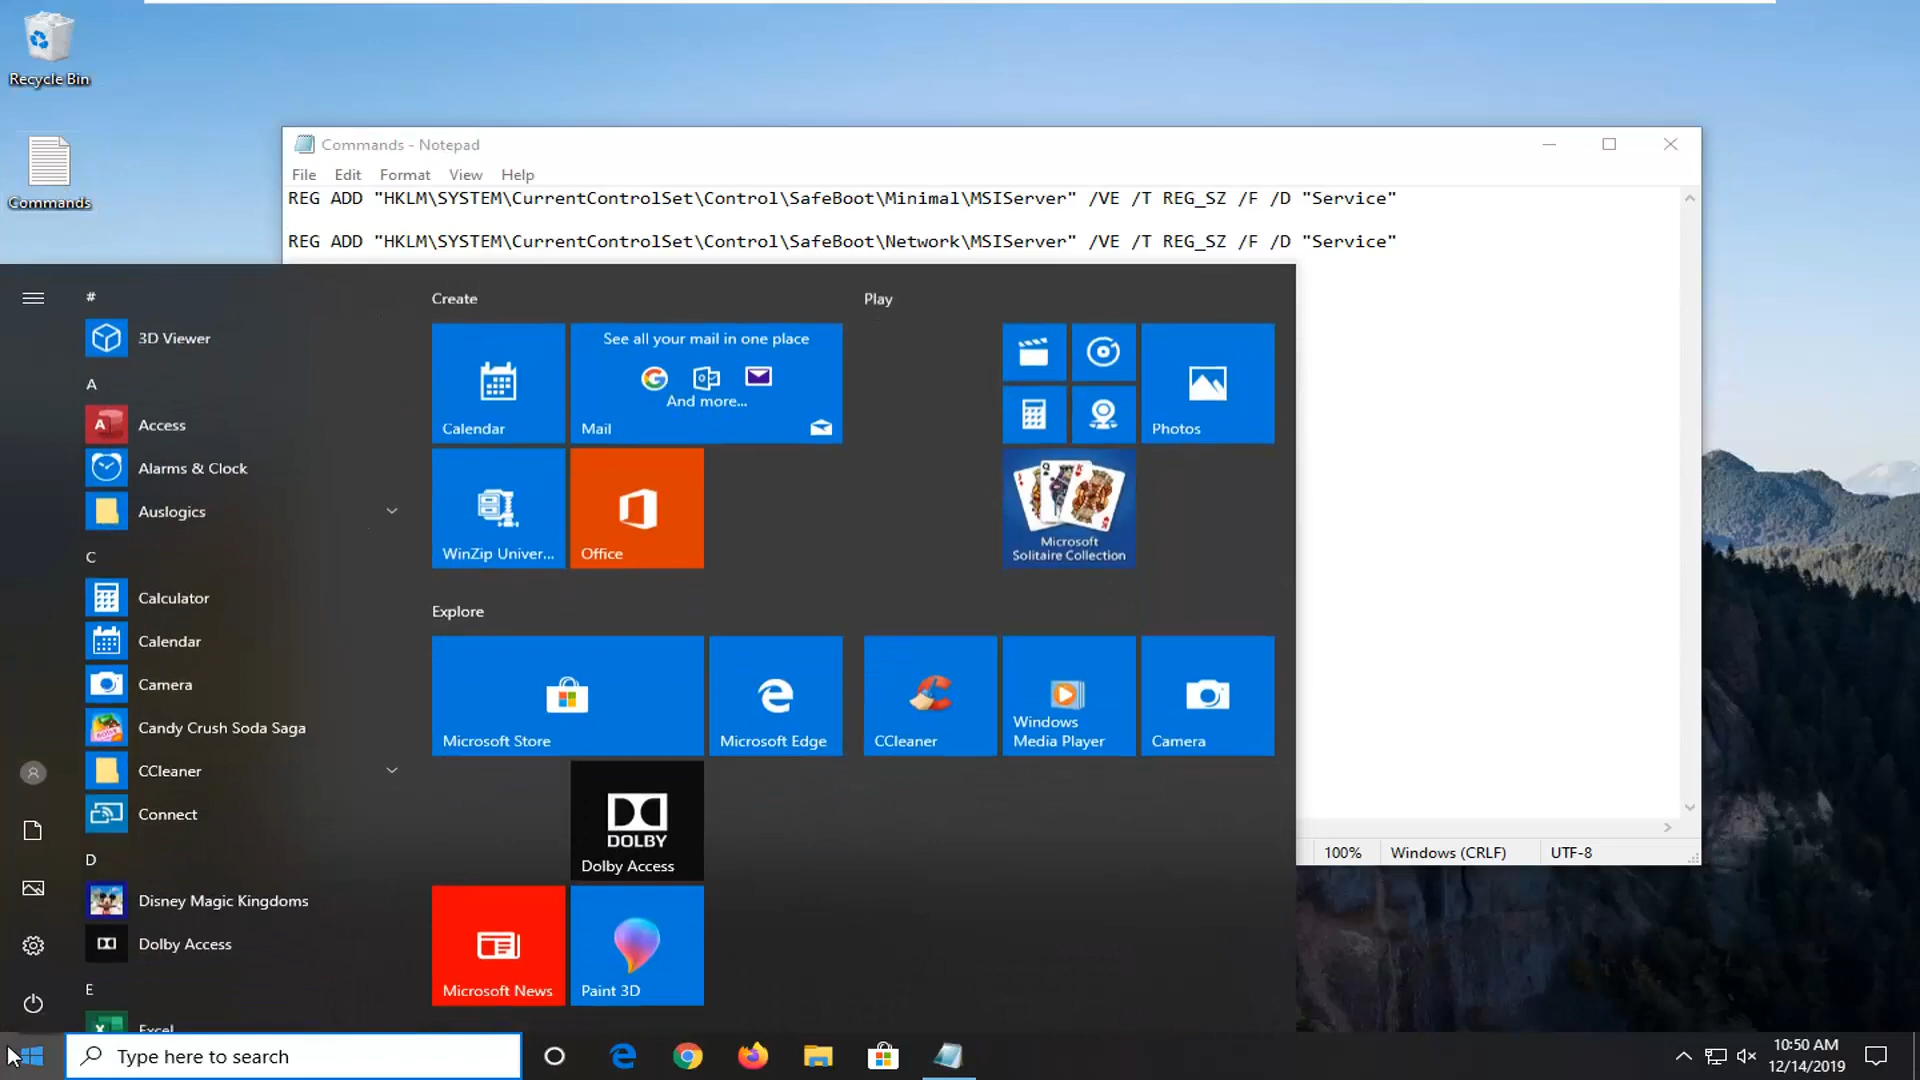 Recycle Bin
Commands
Commands - Notepad
File Edit Format View Help
REG ADD "HKLM\SYSTEM\CurrentControlSet\Control\SafeBoot\Minimal\MSIServer" /VE /T REG_SZ /F /D "Service"
REG ADD "HKLM\SYSTEM\CurrentControlSet\Control\SafeBoot\Network\MSIServer" /VE /T REG_SZ /F /D "Service"
100% Windows (CRLF) UTF-8
#
3D Viewer
A
Access
Alarms & Clock
Auslogics
C
Calculator
Calendar
Camera
Candy Crush Soda Saga
CCleaner
Connect
D
Disney Magic Kingdoms
Dolby Access
E
Excel
Create
Calendar
See all your mail in one place
And more...
Mail
WinZip Univer...
Office
Play
Photos
Microsoft
Solitaire Collection
Explore
Microsoft Store
Microsoft Edge
CCleaner
Windows
Media Player
Camera
DOLBY
Dolby Access
Microsoft News
Paint 3D
Type here to search
10:50 AM
12/14/2019